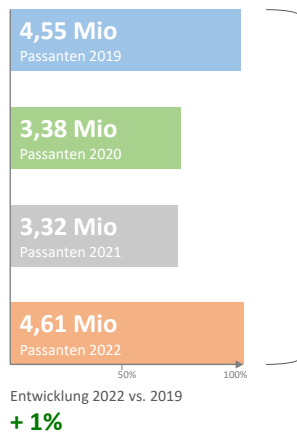 4,55 Mio
Passanten 2019
3,38 Mio
Passanten 2020
3,32 Mio
Passanten 2021
4,61 Mio
Passanten 2022
50%
100%
Entwicklung 2022 vs. 2019
+ 1%